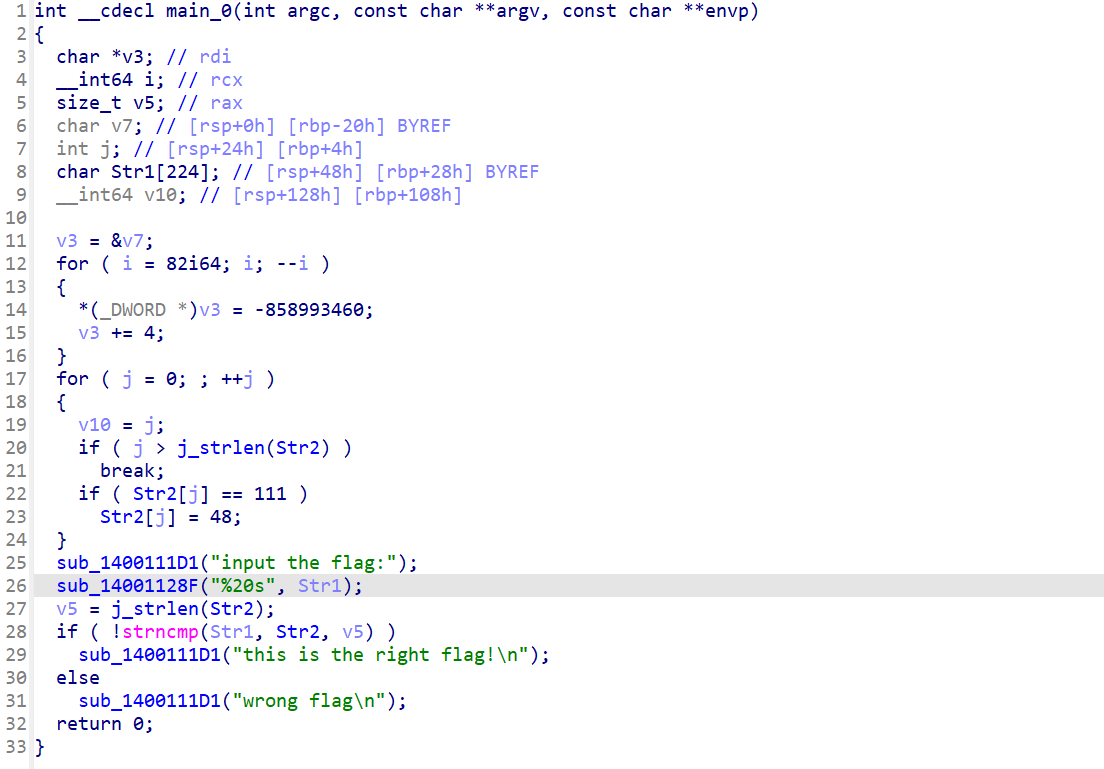 1 int __cdecl main_0(int argc, const char **argv, const char **envp)
2 {
3   char *v3; // rdi
4   __int64 i; // rcx
5   size_t v5; // rax
6   char v7; // [rsp+0h] [rbp-20h] BYREF
7   int j; // [rsp+24h] [rbp+4h]
8   char Str1[224]; // [rsp+48h] [rbp+28h] BYREF
9   __int64 v10; // [rsp+128h] [rbp+108h]
10
11   v3 = &v7;
12   for ( i = 82i64; i; --i )
13   {
14     *(_DWORD *)v3 = -858993460;
15     v3 += 4;
16   }
17   for ( j = 0; ; ++j )
18   {
19     v10 = j;
20     if ( j > j_strlen(Str2) )
21       break;
22     if ( Str2[j] == 111 )
23       Str2[j] = 48;
24   }
25   sub_1400111D1("input the flag:");
26   sub_14001128F("%20s", Str1);
27   v5 = j_strlen(Str2);
28   if ( !strncmp(Str1, Str2, v5) )
29     sub_1400111D1("this is the right flag!\n");
30   else
31     sub_1400111D1("wrong flag\n");
32   return 0;
33 }